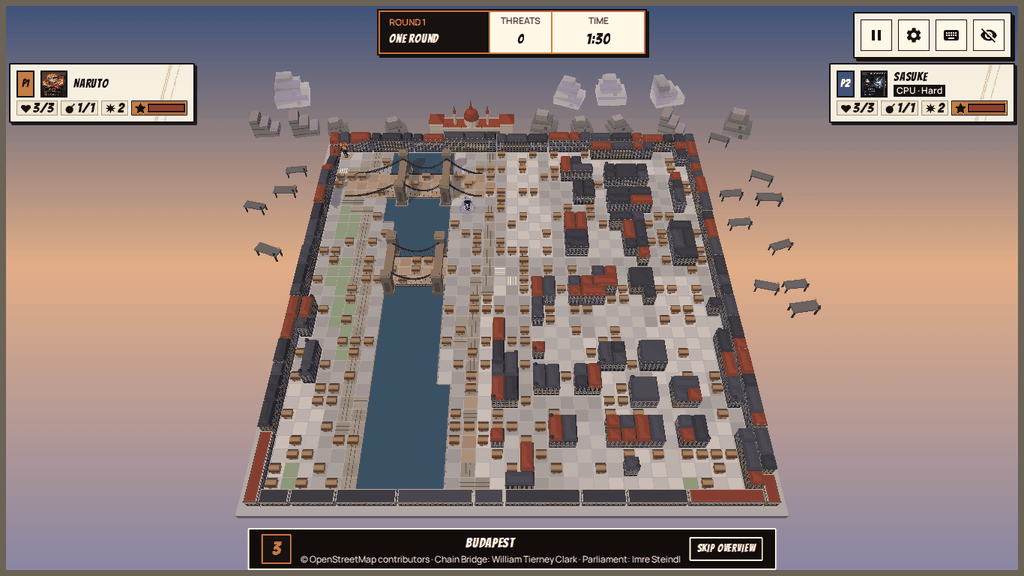 ROUND 1
ONE ROUND
THREATS
0
TIME
1:30
P1
NARUTO
3/3
1/1
2
P2
SASUKE
CPU · Hard
3/3
1/1
2
3
BUDAPEST
© OpenStreetMap contributors · Chain Bridge: William Tierney Clark · Parliament: Imre Steindl
SKIP OVERVIEW